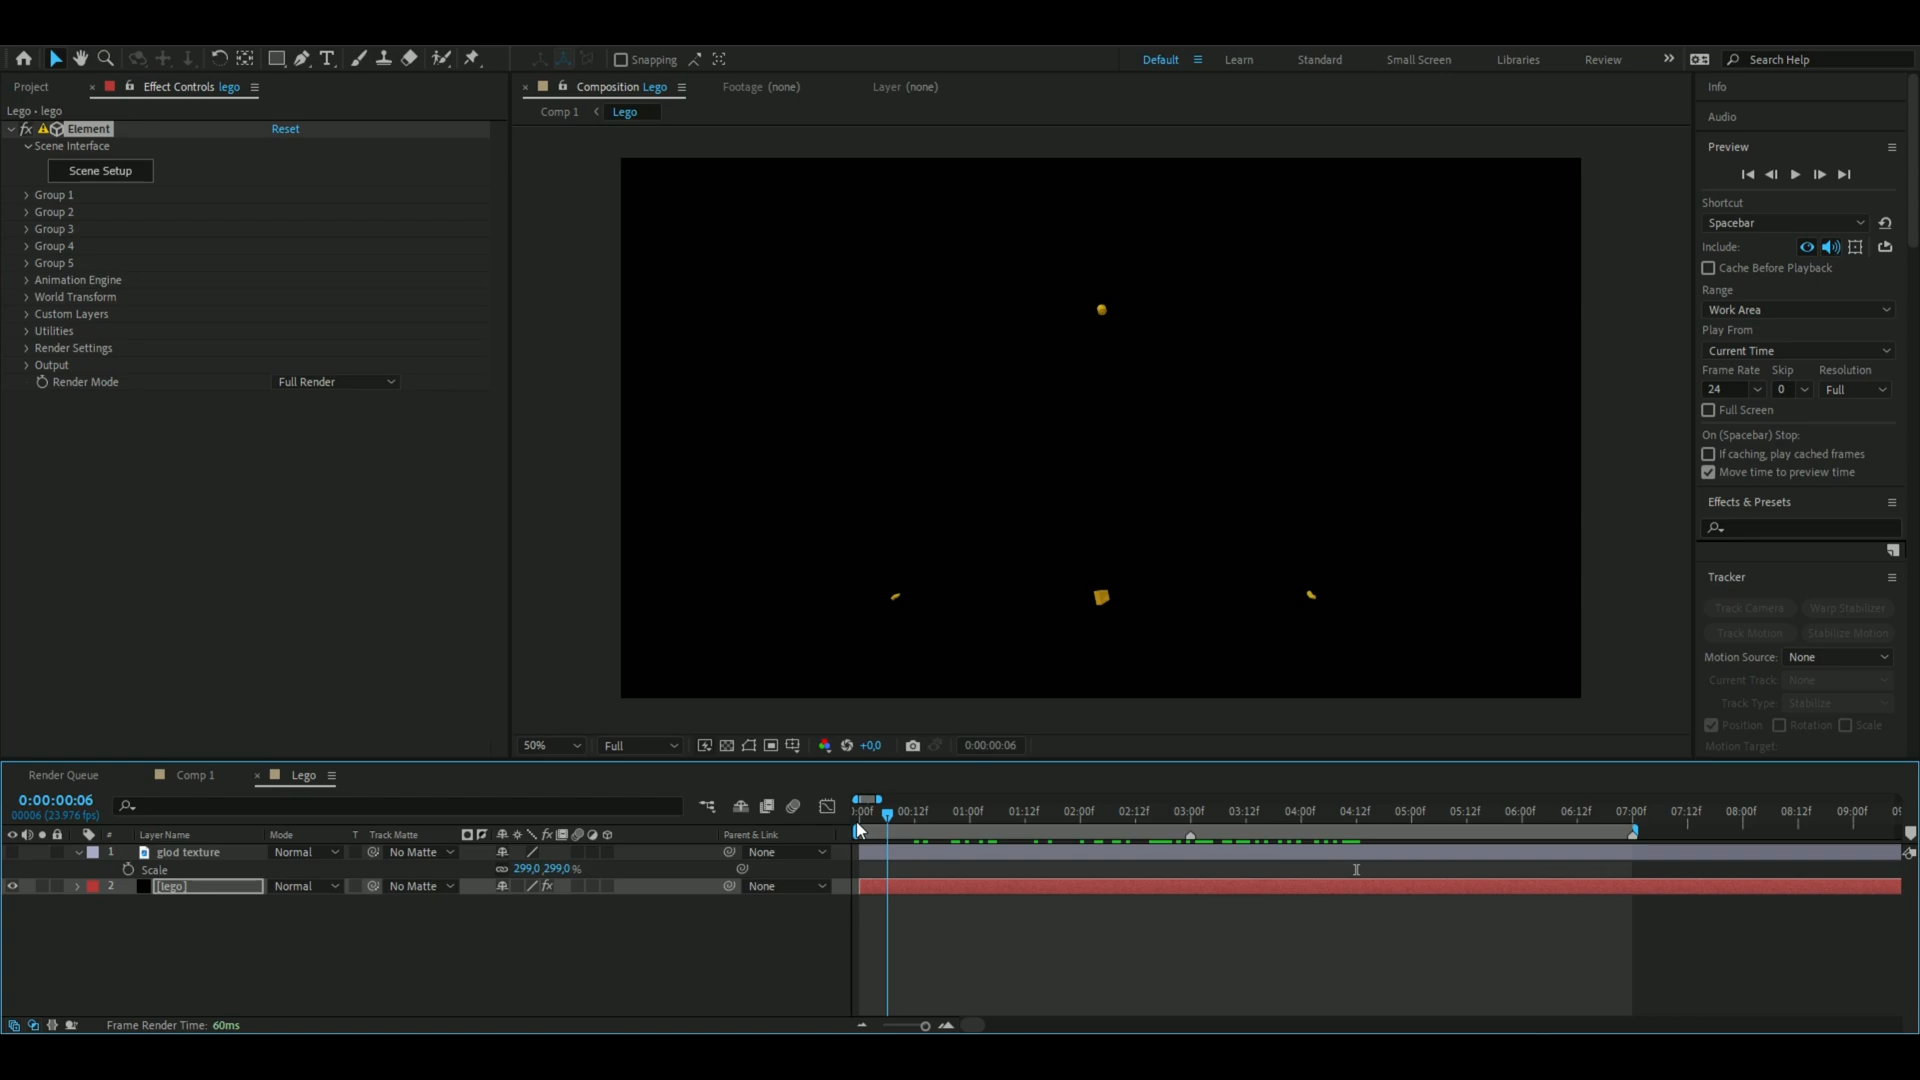 Snapping
Default
Learn
Standard
Small Screen
Libraries
Review
Search Help
Project
Effect Controls lego
Composition Lego
Footage (none)
Layer (none)
Info
Lego • lego
Comp 1
Lego
Audio
fx
Element
Reset
Scene Interface
Preview
Scene Setup
Group 1
Group 2
Group 3
Group 4
Group 5
Animation Engine
World Transform
Custom Layers
Utilities
Render Settings
Output
Render Mode
Full Render
Shortcut
Spacebar
Include:
Cache Before Playback
Range
Work Area
Play From
Current Time
Frame Rate Skip Resolution
24 0 Full
Full Screen
On (Spacebar) Stop:
If caching, play cached frames
Move time to preview time
Effects & Presets
Tracker
Track Camera Warp Stabilizer
Track Motion Stabilize Motion
Motion Source: None
Current Track: None
Track Type: Stabilize
Position Rotation Scale
Motion Target:
50% Full +0,0 0:00:00:06
Render Queue
Comp 1
Lego
0:00:00:06
00006 (23.976 fps)
:00f 00:12f 01:00f 01:12f 02:00f 02:12f 03:00f 03:12f 04:00f 04:12f 05:00f 05:12f 06:00f 06:12f 07:00f 07:12f 08:00f 08:12f 09:00f
# Layer Name Mode T Track Matte fx Parent & Link
1 glod texture Normal No Matte None
Scale 299,0,299,0%
2 [lego] Normal No Matte fx None
Frame Render Time: 60ms